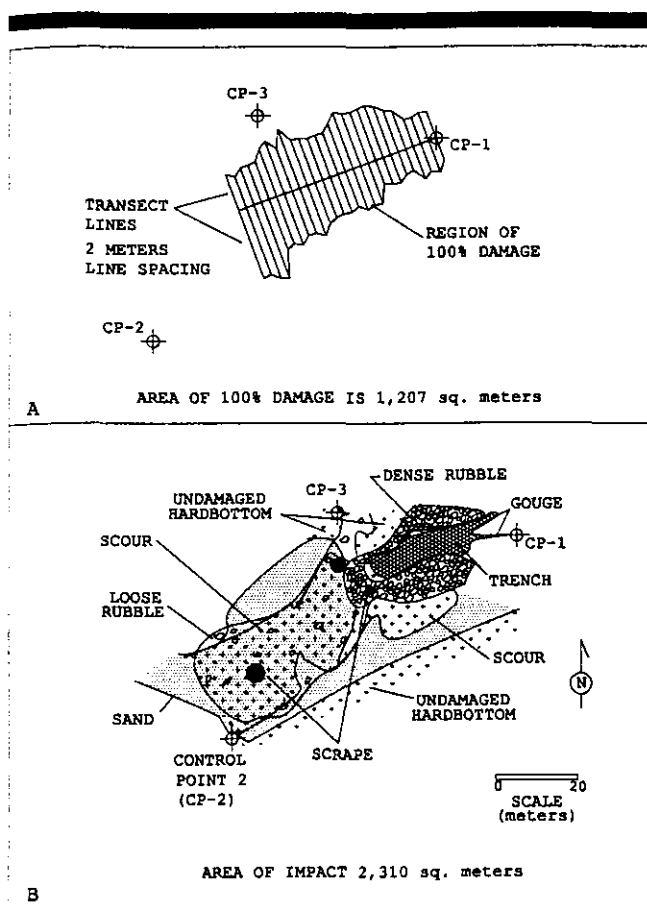 CP-3
CP-1
TRANSECT
LINES
2 METERS
LINE SPACING
REGION OF
100% DAMAGE
CP-2
A
AREA OF 100% DAMAGE IS 1,207 sq. meters
DENSE RUBBLE
UNDAMAGED
HARDBOTTOM
CP-3
GOUGE
SCOUR
CP-1
TRENCH
LOOSE
RUBBLE
SCOUR
N
SAND
UNDAMAGED
HARDBOTTOM
SCRAPE
CONTROL
POINT 2
(CP-2)
0 20
SCALE
(meters)
AREA OF IMPACT 2,310 sq. meters
B